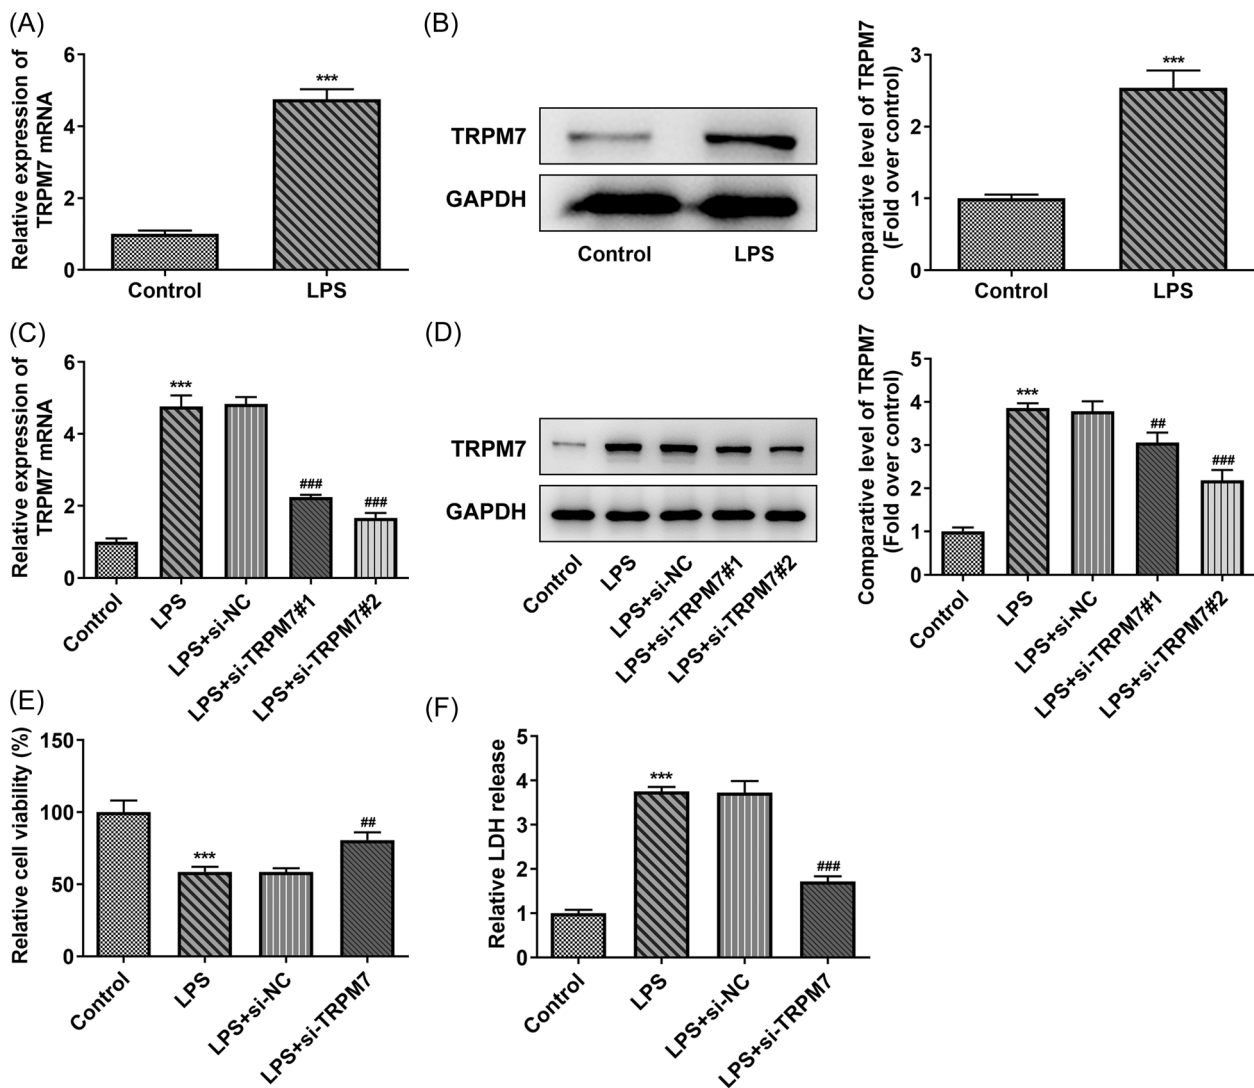 (A)
Relative expression of
TRPM7 mRNA
6
4
2
0
***
Control
LPS
(B)
TRPM7
GAPDH
Control
LPS
Comparative level of TRPM7
(Fold over control)
3
2
1
0
***
Control
LPS
(C)
Relative expression of
TRPM7 mRNA
6
4
2
0
***
###
###
Control
LPS
LPS+si-NC
LPS+si-TRPM7#1
LPS+si-TRPM7#2
(D)
TRPM7
GAPDH
Control
LPS
LPS+si-NC
LPS+si-TRPM7#1
LPS+si-TRPM7#2
Comparative level of TRPM7
(Fold over control)
5
4
3
2
1
0
***
##
###
Control
LPS
LPS+si-NC
LPS+si-TRPM7#1
LPS+si-TRPM7#2
(E)
Relative cell viability (%)
150
100
50
0
***
##
Control
LPS
LPS+si-NC
LPS+si-TRPM7
(F)
Relative LDH release
5
4
3
2
1
0
***
###
Control
LPS
LPS+si-NC
LPS+si-TRPM7